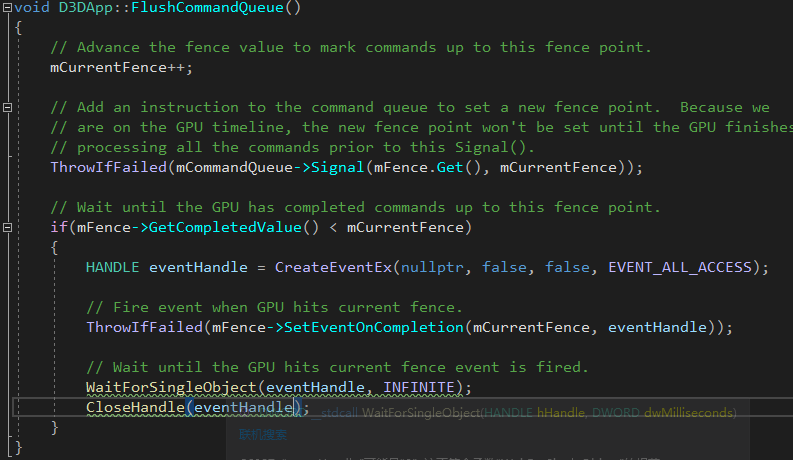 void D3DApp::FlushCommandQueue()
{
// Advance the fence value to mark commands up to this fence point.
mCurrentFence++;
// Add an instruction to the command queue to set a new fence point.  Because we
// are on the GPU timeline, the new fence point won't be set until the GPU finishes
// processing all the commands prior to this Signal().
ThrowIfFailed(mCommandQueue->Signal(mFence.Get(), mCurrentFence));
// Wait until the GPU has completed commands up to this fence point.
if(mFence->GetCompletedValue() < mCurrentFence)
{
HANDLE eventHandle = CreateEventEx(nullptr, false, false, EVENT_ALL_ACCESS);
// Fire event when GPU hits current fence.
ThrowIfFailed(mFence->SetEventOnCompletion(mCurrentFence, eventHandle));
// Wait until the GPU hits current fence event is fired.
WaitForSingleObject(eventHandle, INFINITE);
CloseHandle(eventHandle);
__stdcall WaitForSingleObject(HANDLE hHandle, DWORD dwMilliseconds)
}
联机搜索
}